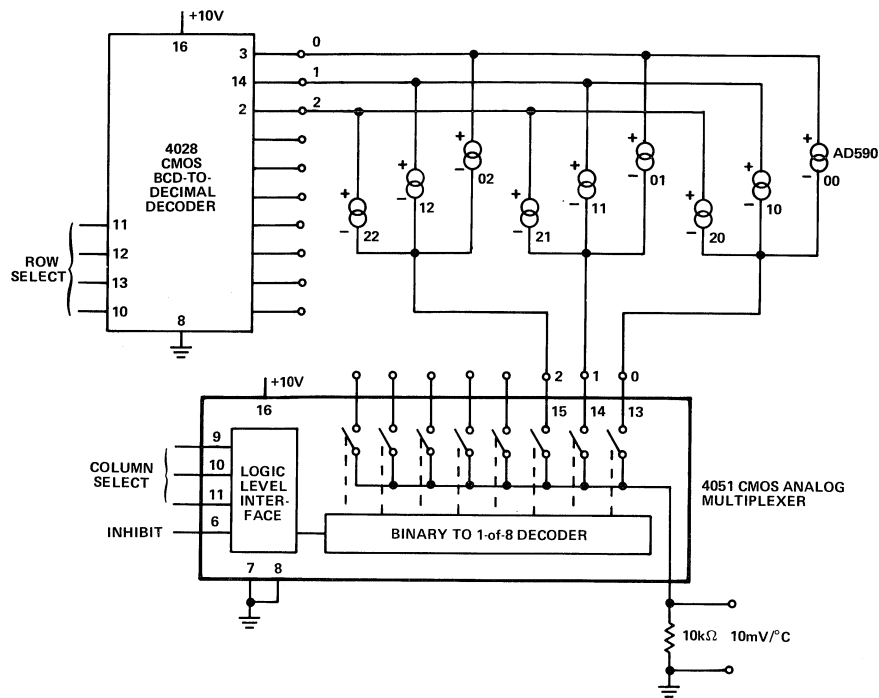 +10V
16
3
0
14
1
2
2
4028
CMOS
BCD-TO-
DECIMAL
DECODER
ROW
SELECT
11
12
13
10
8
+
–
22
+
–
12
+
–
02
+
–
21
+
–
11
+
–
01
+
–
20
+
–
10
+
–
AD590
00
+10V
16
2
1
0
15
14
13
COLUMN
SELECT
9
10
11
INHIBIT
6
LOGIC
LEVEL
INTER-
FACE
BINARY TO 1-of-8 DECODER
4051 CMOS ANALOG
MULTIPLEXER
7
8
10kΩ
10mV/°C